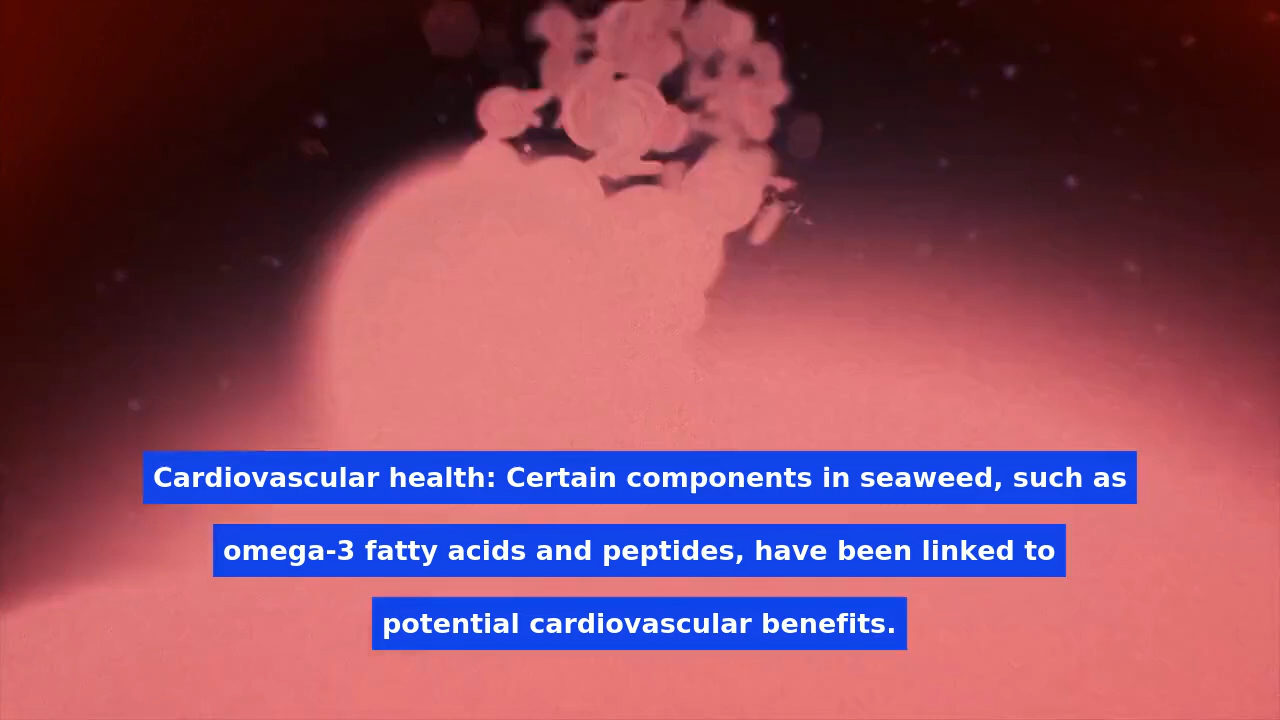 Cardiovascular health: Certain components in seaweed, such as
omega-3 fatty acids and peptides, have been linked to
potential cardiovascular benefits.